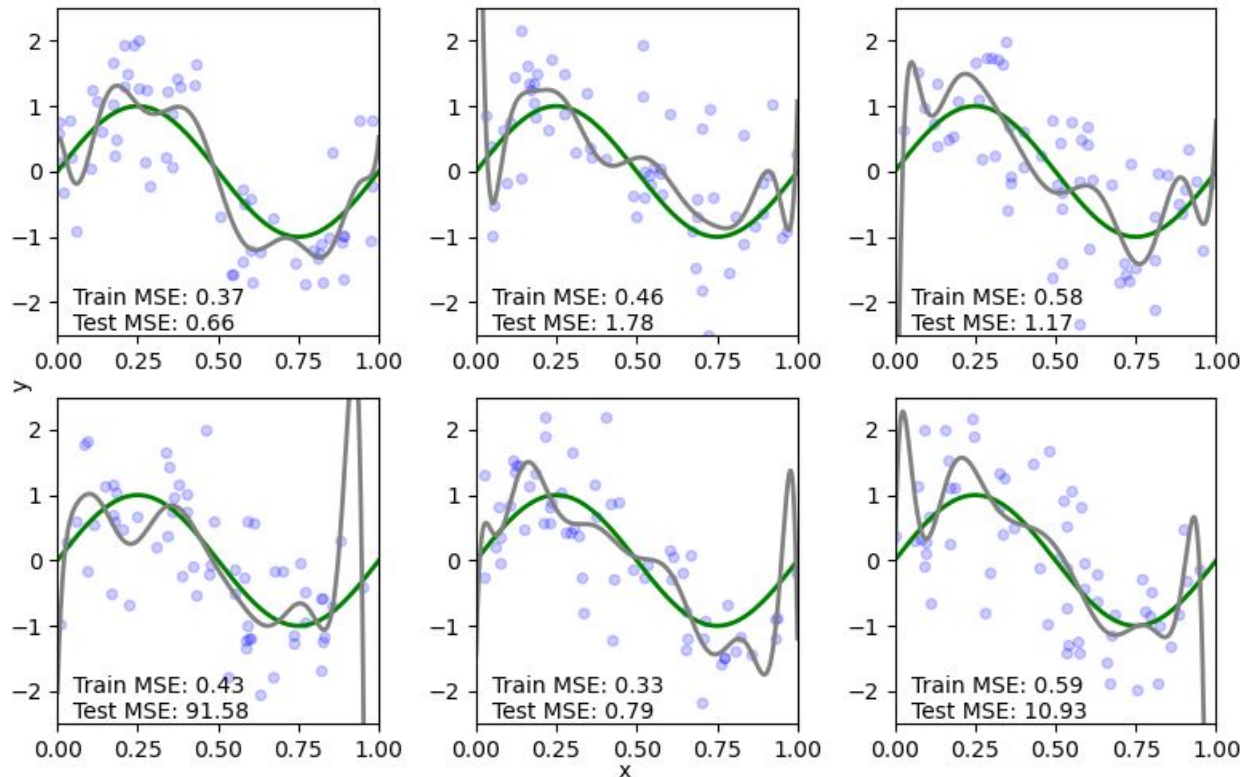 2
1
0
−1
−2
Train MSE: 0.37
Test MSE: 0.66
0.00 0.25 0.50 0.75 1.00
2
1
0
−1
−2
Train MSE: 0.46
Test MSE: 1.78
0.00 0.25 0.50 0.75 1.00
2
1
0
−1
−2
Train MSE: 0.58
Test MSE: 1.17
0.00 0.25 0.50 0.75 1.00
y
2
1
0
−1
−2
Train MSE: 0.43
Test MSE: 91.58
0.00 0.25 0.50 0.75 1.00
2
1
0
−1
−2
Train MSE: 0.33
Test MSE: 0.79
0.00 0.25 0.50 0.75 1.00
2
1
0
−1
−2
Train MSE: 0.59
Test MSE: 10.93
0.00 0.25 0.50 0.75 1.00
x